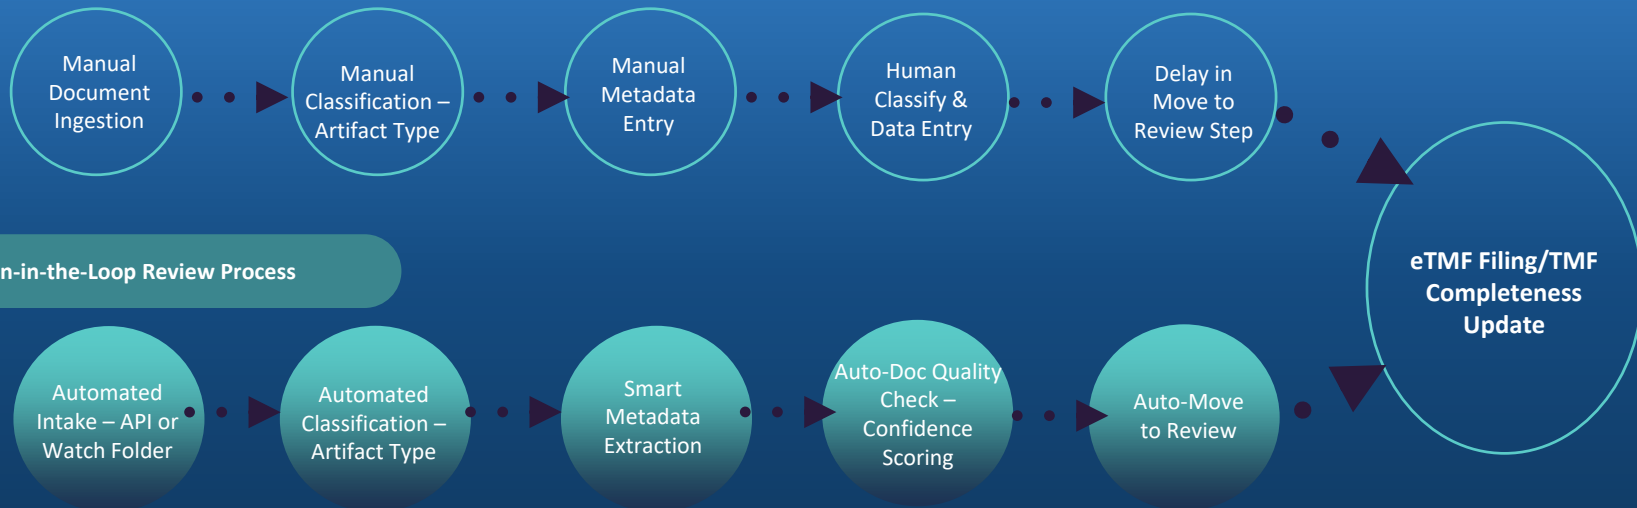 Manual
Document
Ingestion
Manual
Classification –
Artifact Type
Manual
Metadata
Entry
Human
Classify &
Data Entry
Delay in
Move to
Review Step
n-in-the-Loop Review Process
Automated
Intake – API or
Watch Folder
Automated
Classification –
Artifact Type
Smart
Metadata
Extraction
Auto-Doc Quality
Check –
Confidence
Scoring
Auto-Move
to Review
eTMF Filing/TMF
Completeness
Update